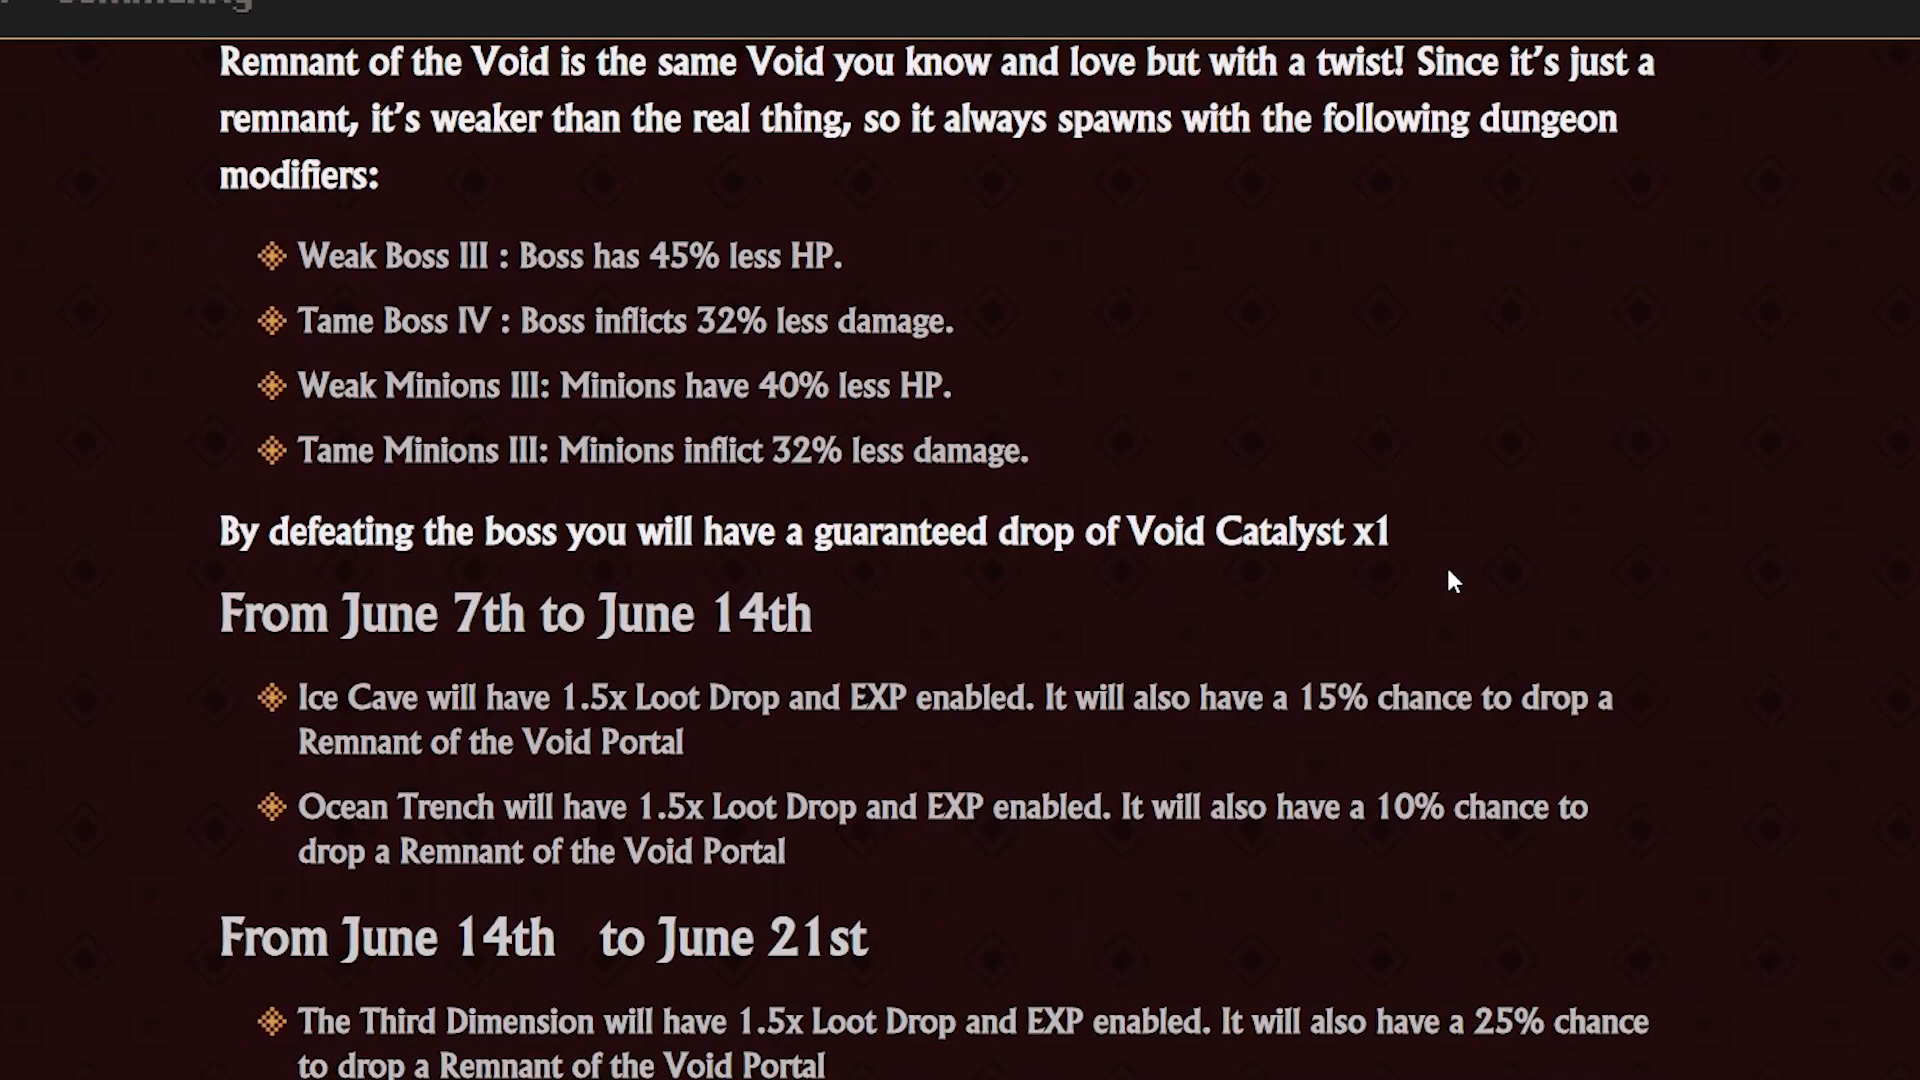 Community
Remnant of the Void is the same Void you know and love but with a twist! Since it’s just a
remnant, it’s weaker than the real thing, so it always spawns with the following dungeon
modifiers:
Weak Boss III : Boss has 45% less HP.
Tame Boss IV : Boss inflicts 32% less damage.
Weak Minions III: Minions have 40% less HP.
Tame Minions III: Minions inflict 32% less damage.
By defeating the boss you will have a guaranteed drop of Void Catalyst x1
From June 7th to June 14th
Ice Cave will have 1.5x Loot Drop and EXP enabled. It will also have a 15% chance to drop a
Remnant of the Void Portal
Ocean Trench will have 1.5x Loot Drop and EXP enabled. It will also have a 10% chance to
drop a Remnant of the Void Portal
From June 14th to June 21st
The Third Dimension will have 1.5x Loot Drop and EXP enabled. It will also have a 25% chance
to drop a Remnant of the Void Portal